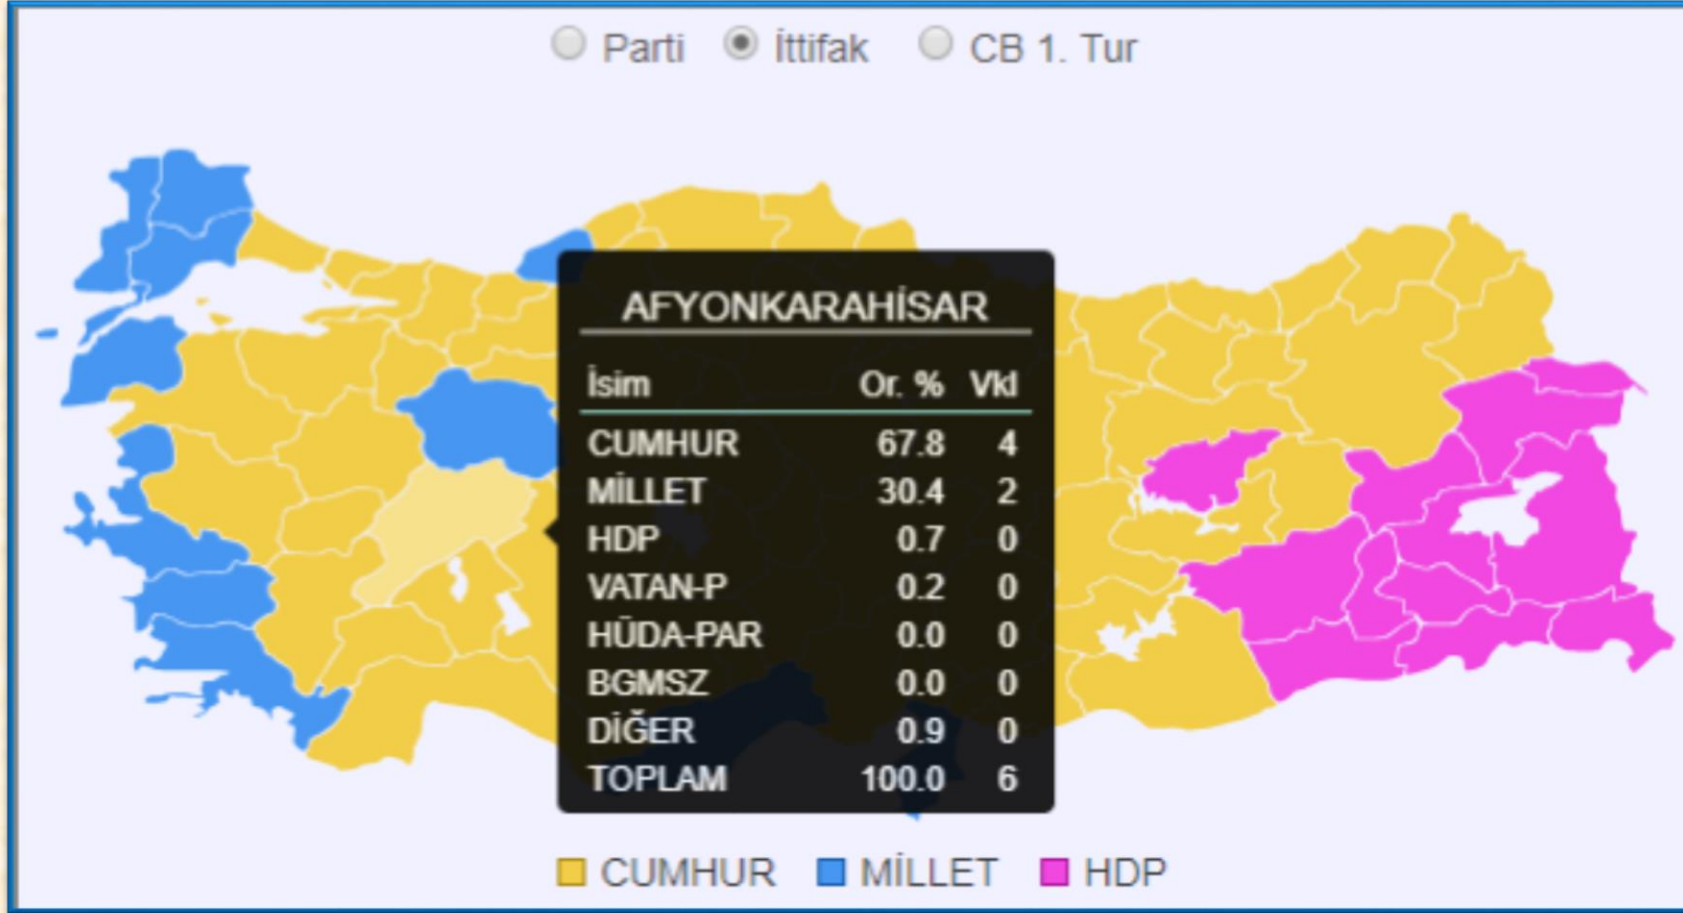 Parti İttifak CB 1. Tur
AFYONKARAHİSAR
İsim Or. % Vkl
CUMHUR 67.8 4
MİLLET 30.4 2
HDP 0.7 0
VATAN-P 0.2 0
HÜDA-PAR 0.0 0
BGMSZ 0.0 0
DİĞER 0.9 0
TOPLAM 100.0 6
CUMHUR MİLLET HDP